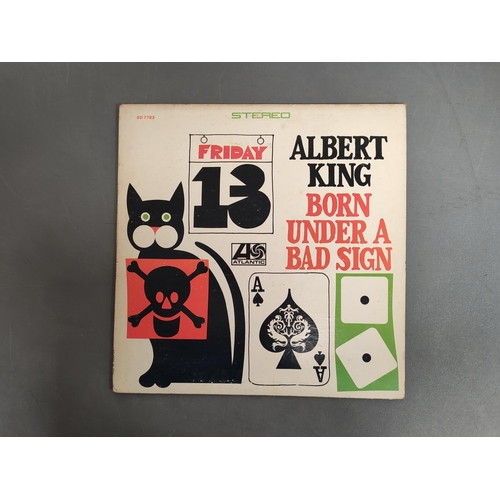 STEREO
FRIDAY
13
ALBERT
KING
BORN
UNDER A
BAD SIGN
ATLANTIC
A
A